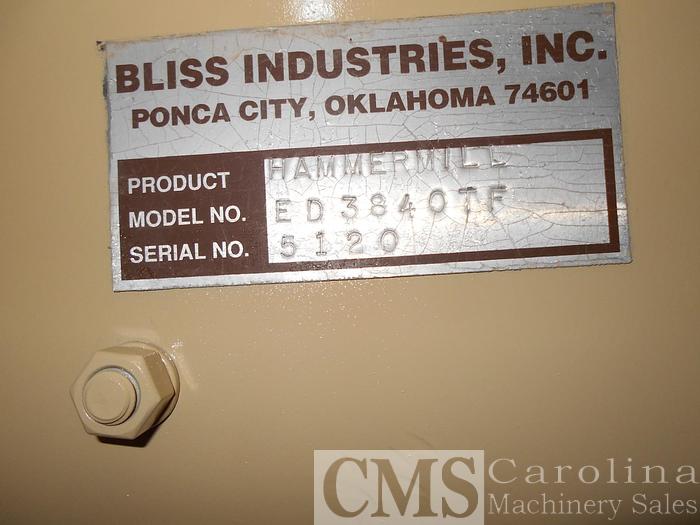 BLISS INDUSTRIES, INC.
PONCA CITY, OKLAHOMA 74601
PRODUCT HAMMERMILL
MODEL NO. ED3840TF
SERIAL NO. 5120
CMS Carolina
Machinery Sales